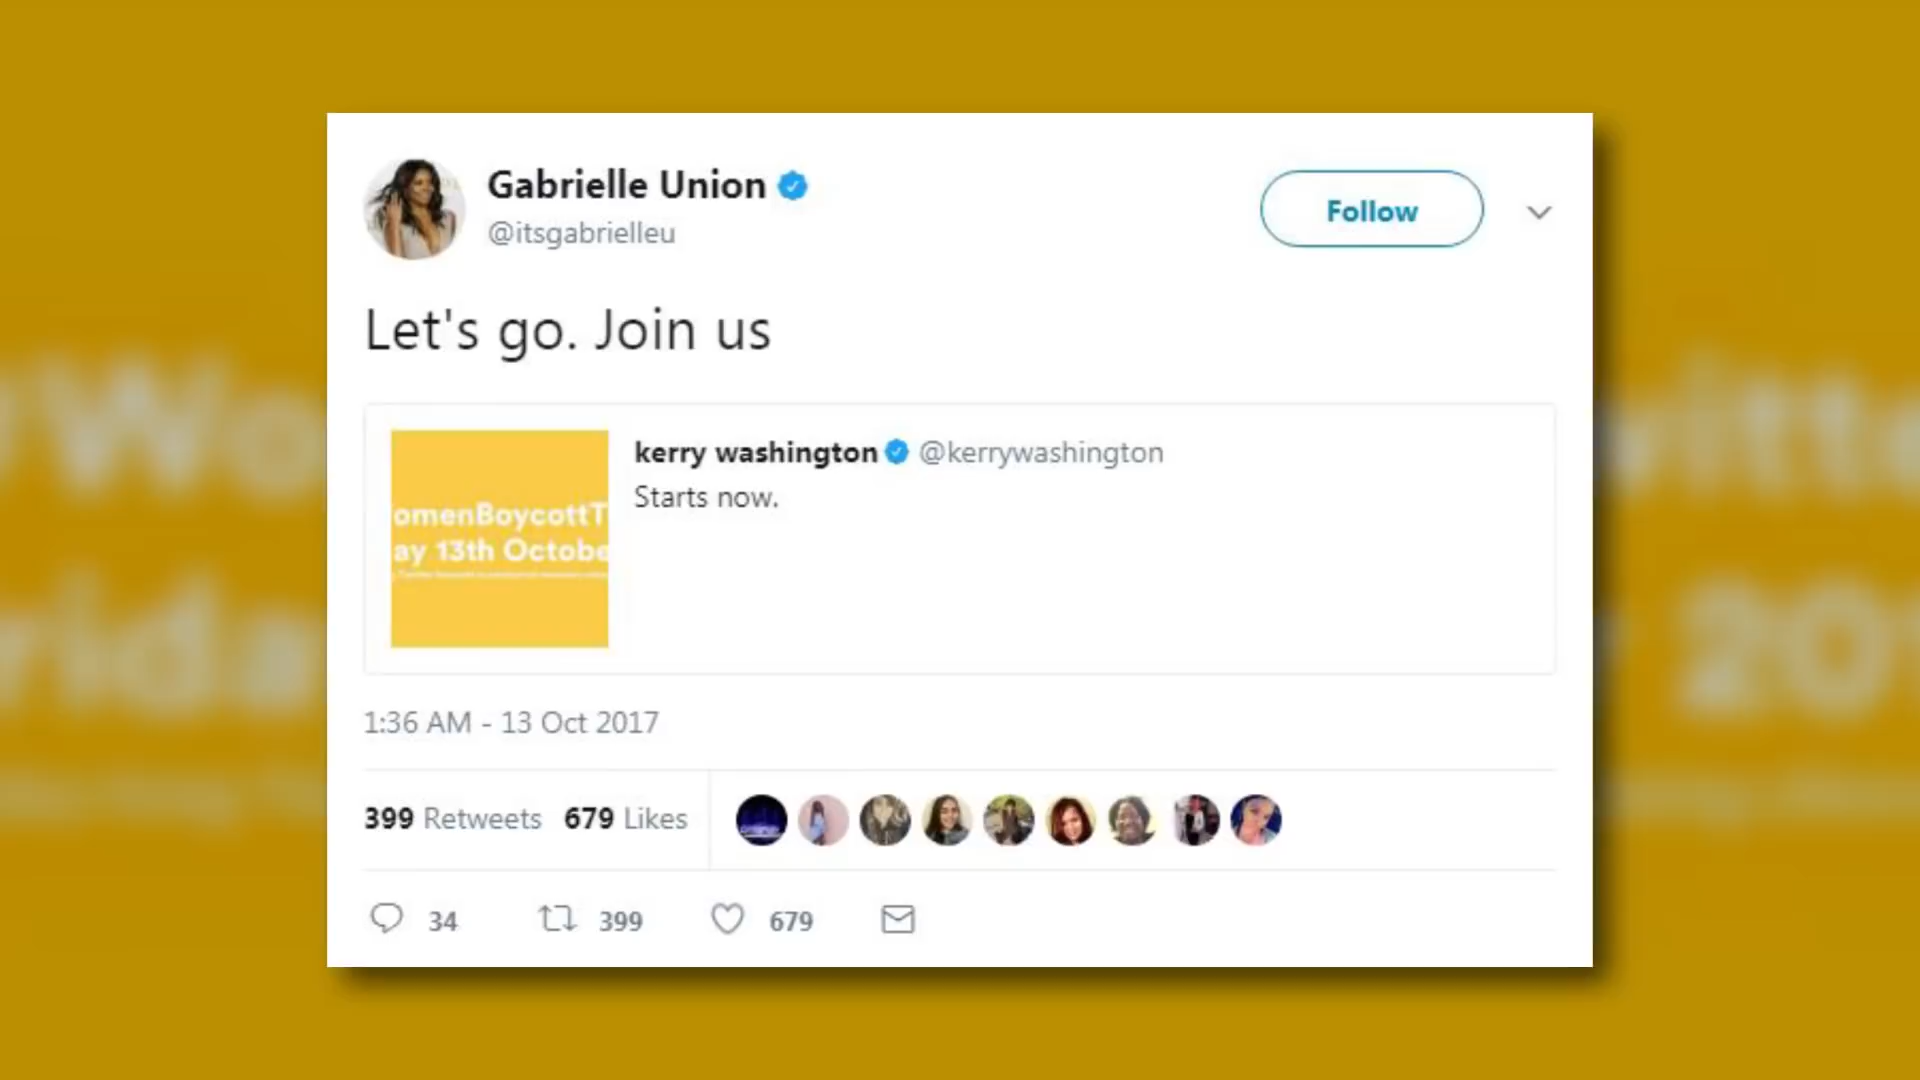 Gabrielle Union
@itsgabrielleu
Follow
Let's go. Join us
kerry washington @kerrywashington
Starts now.
omenBoycottT
ay 13th Octobe
1:36 AM - 13 Oct 2017
399 Retweets 679 Likes
34 399 679